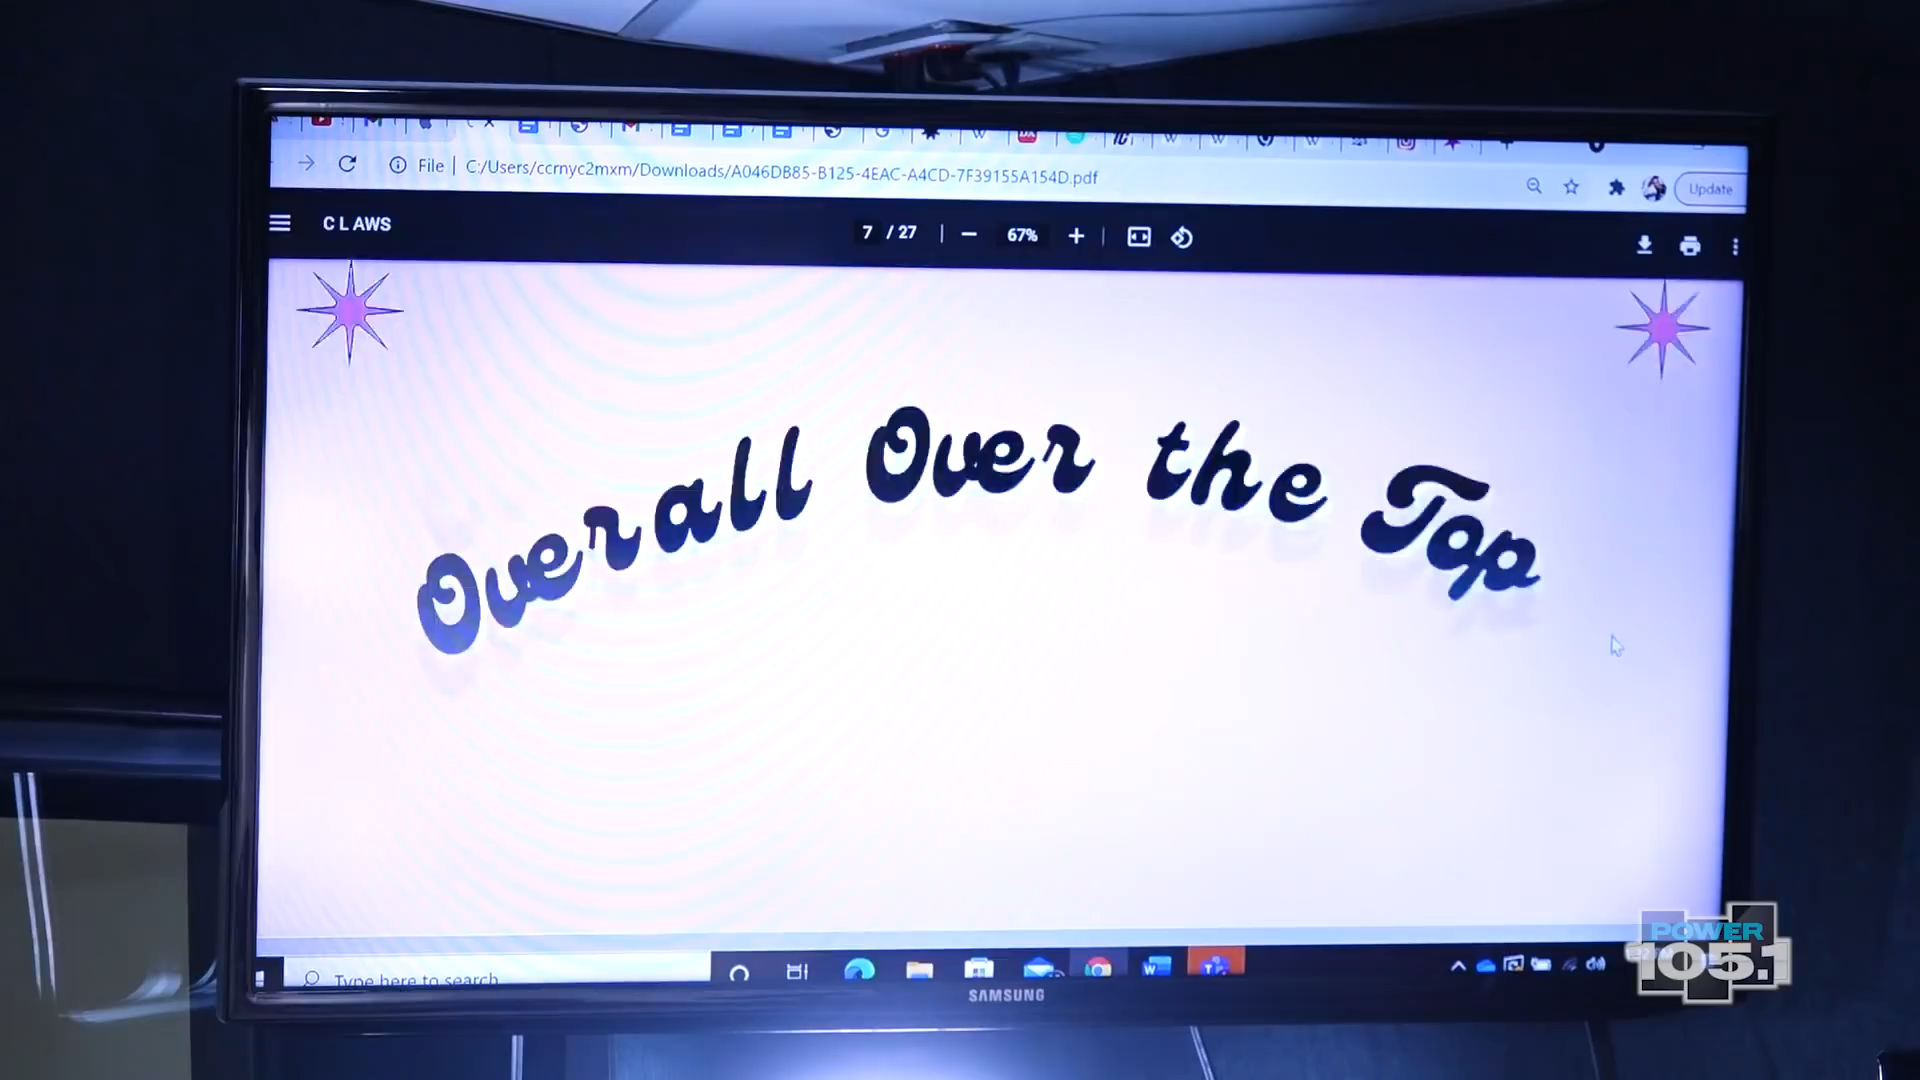 File | C:/Users/ccrnyc2mxm/Downloads/A046DB85-B125-4EAC-A4CD-7F39155A154D.pdf
Update
C L AWS
7 / 27
67%
Overall Over the Top
Type here to search
SAMSUNG
POWER
105.1